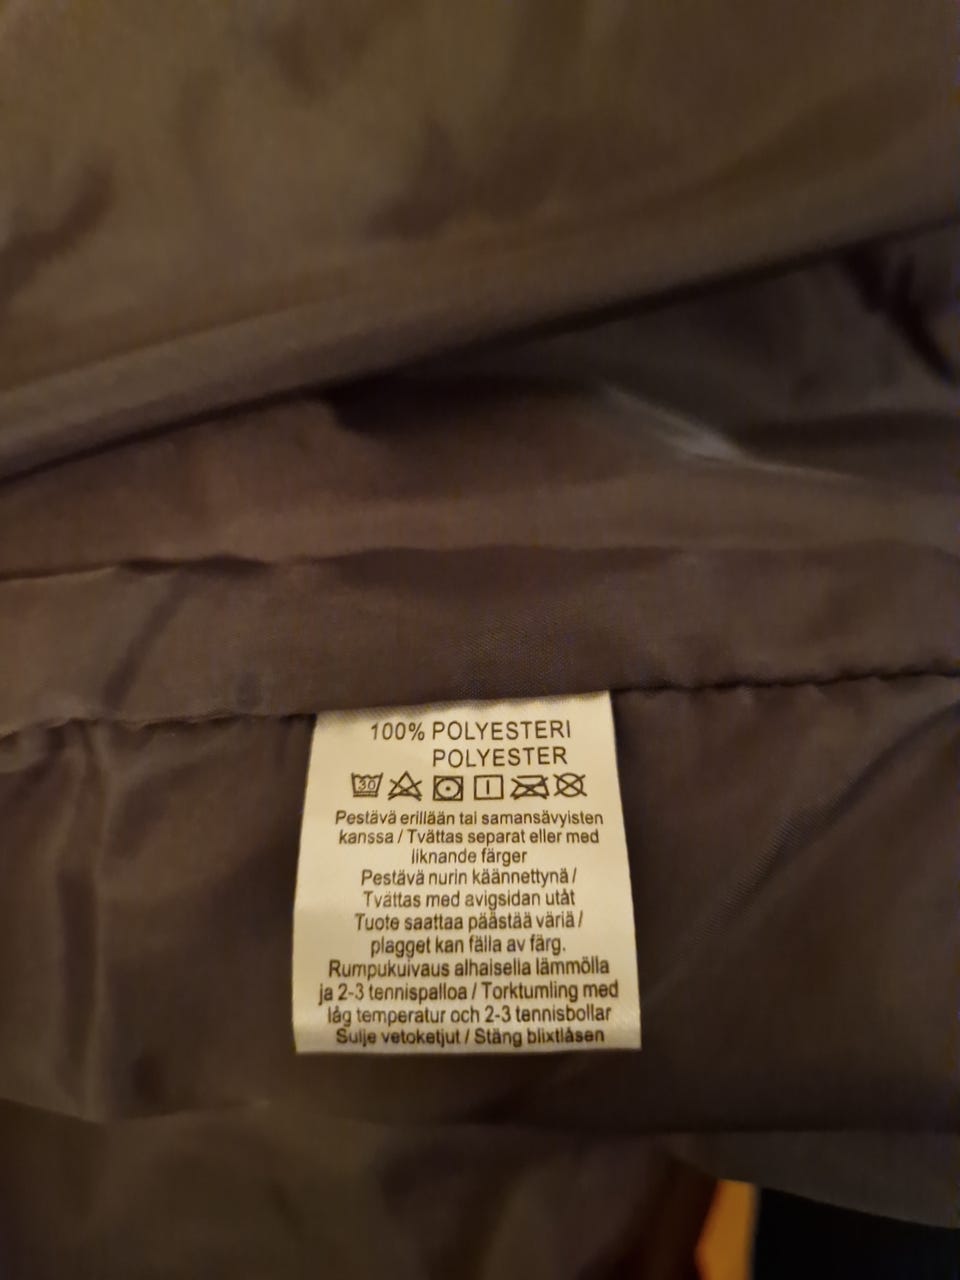 100% POLYESTERI
POLYESTER
30
Pestävä erillään tai samansävyisten
kanssa / Tvättas separat eller med
liknande färger
Pestävä nurin käännettynä /
Tvättas med avigsidan utåt
Tuote saattaa päästää väriä /
plagget kan fälla av färg.
Rumpukuivaus alhaisella lämmöllä
ja 2-3 tennispalloa / Torktumling med
låg temperatur och 2-3 tennisbollar
Sulje vetoketjut / Stäng blixtlåsen